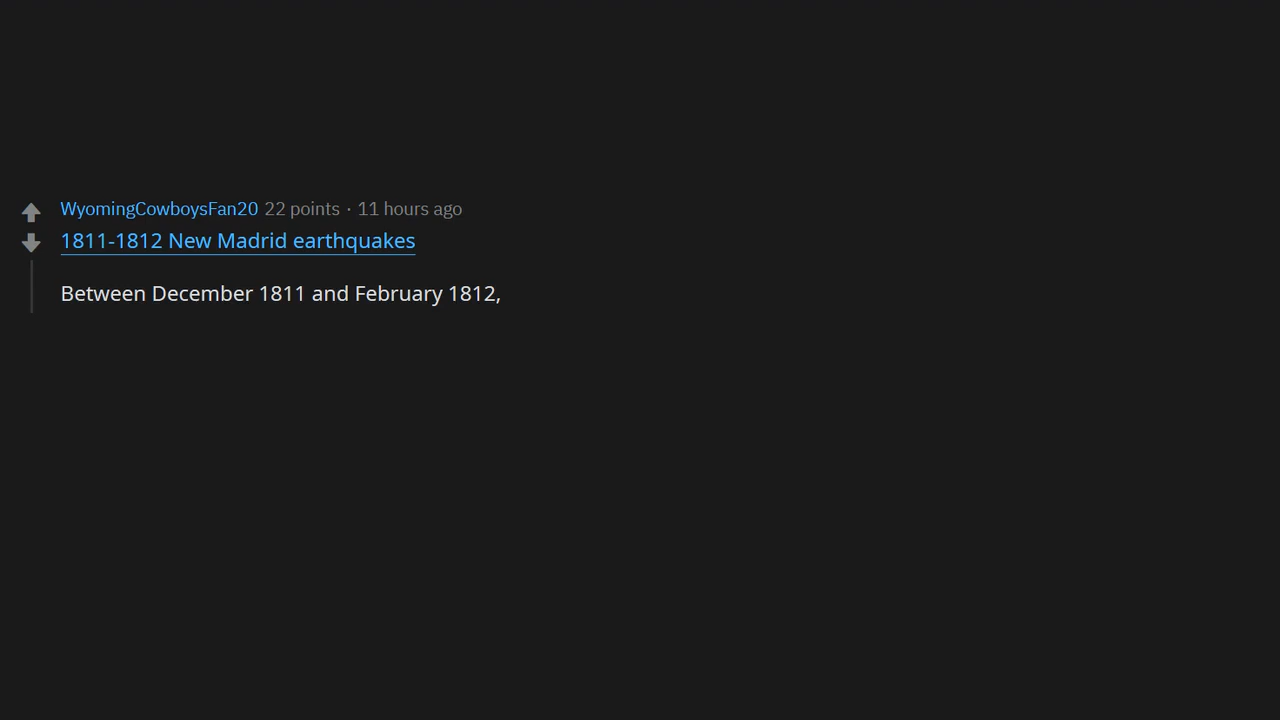 WyomingCowboysFan20 22 points · 11 hours ago
1811-1812 New Madrid earthquakes
Between December 1811 and February 1812,